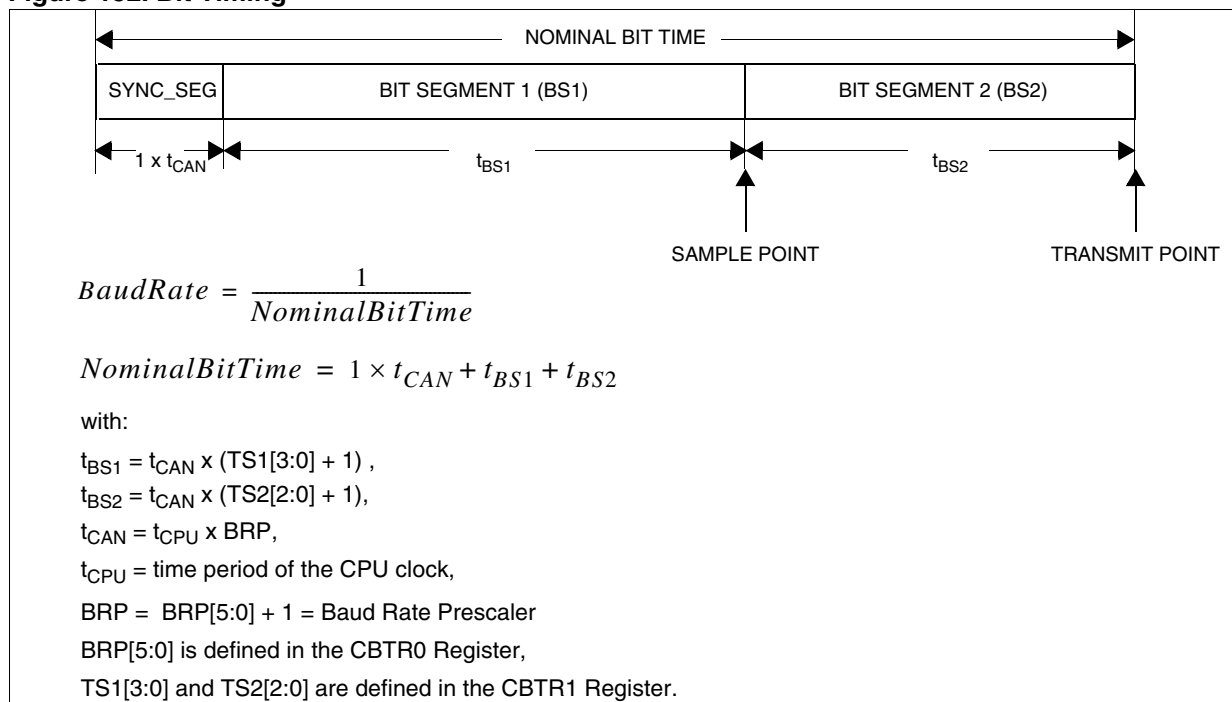 NOMINAL BIT TIME
SYNC_SEG BIT SEGMENT 1 (BS1) BIT SEGMENT 2 (BS2)
1 x tCAN tBS1 tBS2
SAMPLE POINT TRANSMIT POINT
BaudRate = 1 / NominalBitTime
NominalBitTime = 1 × tCAN + tBS1 + tBS2
with:
tBS1 = tCAN x (TS1[3:0] + 1) ,
tBS2 = tCAN x (TS2[2:0] + 1),
tCAN = tCPU x BRP,
tCPU = time period of the CPU clock,
BRP = BRP[5:0] + 1 = Baud Rate Prescaler
BRP[5:0] is defined in the CBTR0 Register,
TS1[3:0] and TS2[2:0] are defined in the CBTR1 Register.